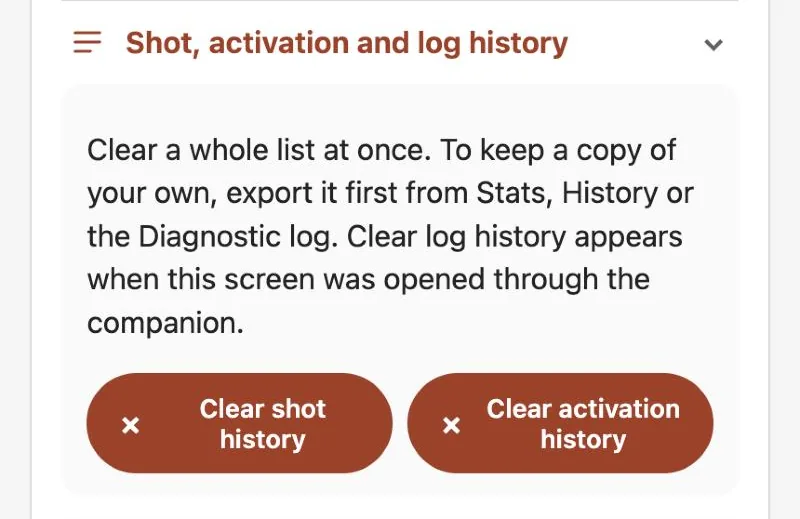 Shot, activation and log history
Clear a whole list at once. To keep a copy of
your own, export it first from Stats, History or
the Diagnostic log. Clear log history appears
when this screen was opened through the
companion.
Clear shot
history
Clear activation
history